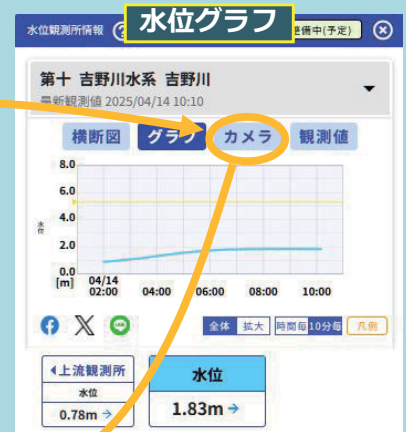 水位観測所情報
水位グラフ
備中(予定)
第十 吉野川水系 吉野川
最新観測値 2025/04/14 10:10
横断図 グラフ カメラ 観測値
8.0
6.0
水位
4.0
2.0
0.0
[m]
04/14
02:00 04:00 06:00 08:00 10:00
全体 拡大 時間毎 10分毎 凡例
上流観測所
水位
0.78m
水位
1.83m